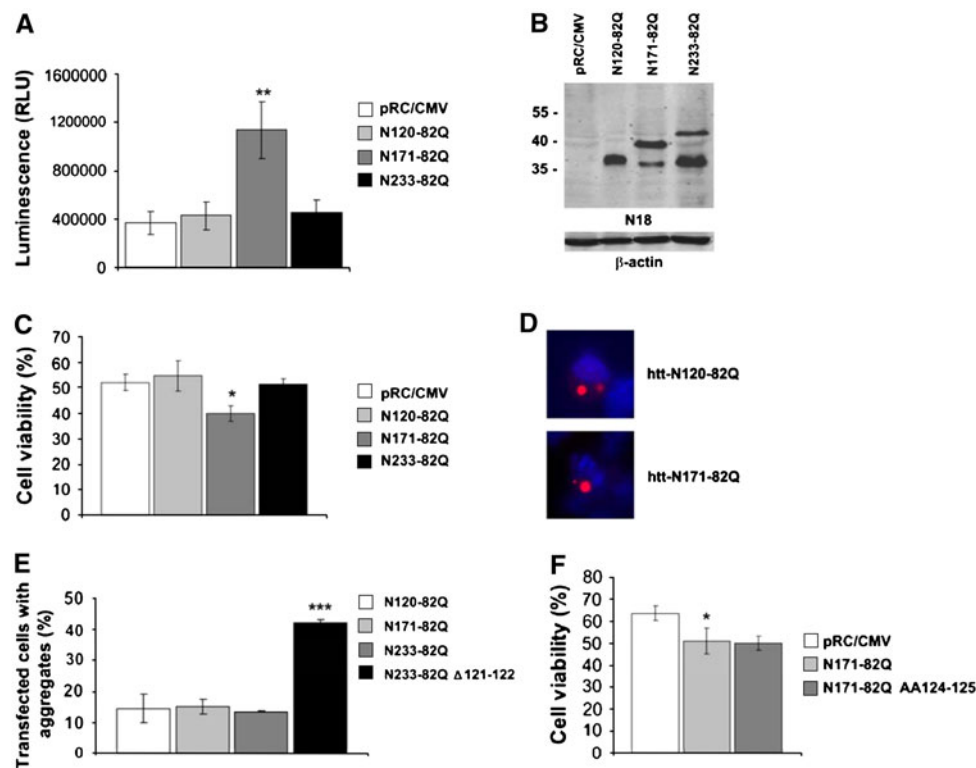 A
Luminescence (RLU)
1600000
1200000
800000
400000
0
**
pRC/CMV
N120-82Q
N171-82Q
N233-82Q
B
pRC/CMV
N120-82Q
N171-82Q
N233-82Q
55 -
40 -
35 -
N18
β-actin
C
Cell viability (%)
70
60
50
40
30
20
10
0
*
pRC/CMV
N120-82Q
N171-82Q
N233-82Q
D
htt-N120-82Q
htt-N171-82Q
E
Transfected cells with
aggregates (%)
50
40
30
20
10
0
***
N120-82Q
N171-82Q
N233-82Q
N233-82Q Δ121-122
F
Cell viability (%)
70
60
50
40
30
20
10
0
*
pRC/CMV
N171-82Q
N171-82Q AA124-125